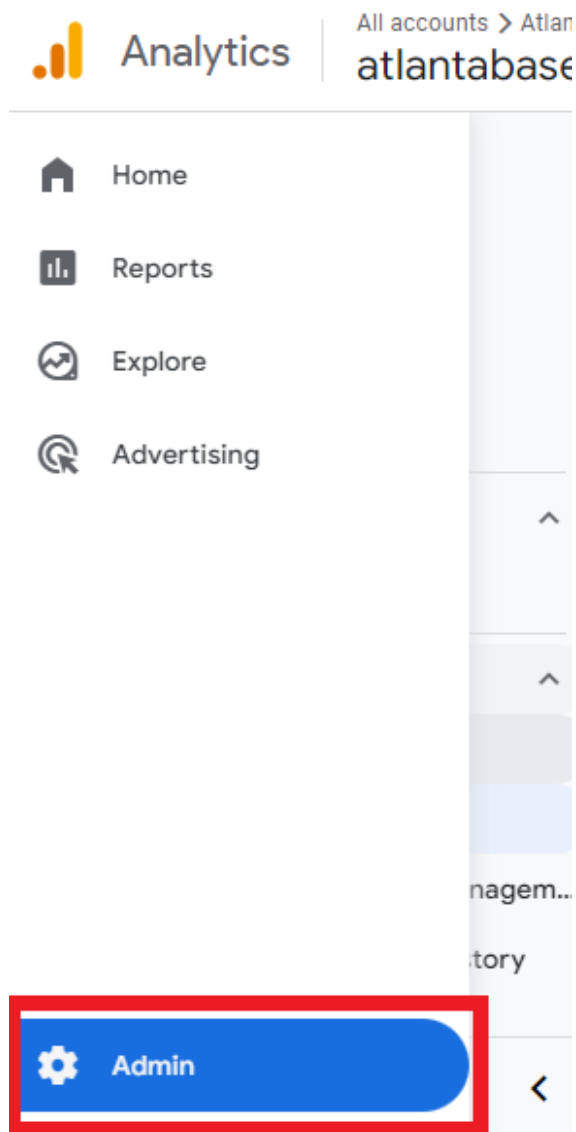 Analytics
All accounts > Atlan
atlantabase
Home
Reports
Explore
Advertising
nagem...
tory
Admin